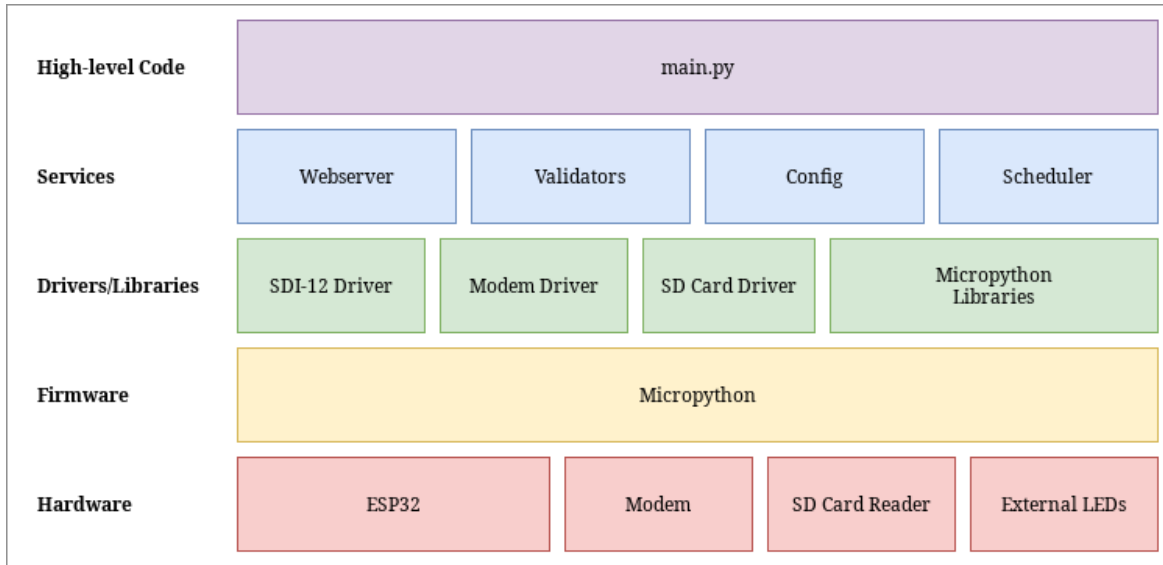 High-level Code
main.py
Services
Webserver
Validators
Config
Scheduler
Drivers/Libraries
SDI-12 Driver
Modem Driver
SD Card Driver
Micropython
Libraries
Firmware
Micropython
Hardware
ESP32
Modem
SD Card Reader
External LEDs